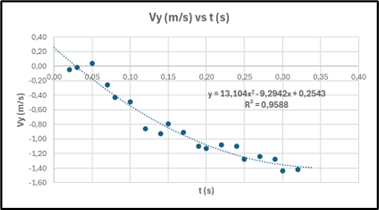 Vy (m/s) vs t (s)
0,40
0,20
0,00
0,00 0,05 0,10 0,15 0,20 0,25 0,30 0,35 0,40
-0,20
-0,40
y = 13,104x² - 9,2942x + 0,2543
R² = 0,9588
-0,60
-0,80
-1,00
-1,20
-1,40
-1,60
Vy (m/s)
t (s)